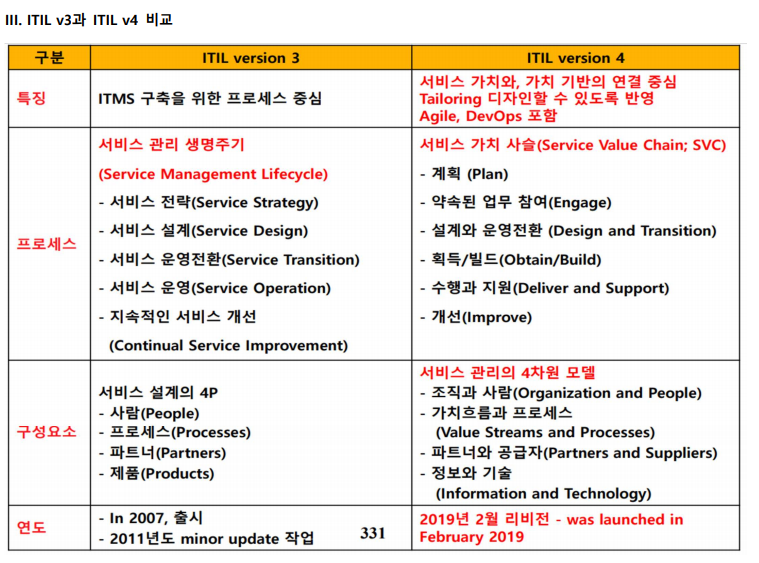 III. ITIL v3과 ITIL v4 비교
구분
ITIL version 3
ITIL version 4
특징
ITMS 구축을 위한 프로세스 중심
서비스 가치와, 가치 기반의 연결 중심
Tailoring 디자인할 수 있도록 반영
Agile, DevOps 포함
프로세스
서비스 관리 생명주기
(Service Management Lifecycle)
- 서비스 전략(Service Strategy)
- 서비스 설계(Service Design)
- 서비스 운영전환(Service Transition)
- 서비스 운영(Service Operation)
- 지속적인 서비스 개선
(Continual Service Improvement)
서비스 가치 사슬(Service Value Chain; SVC)
- 계획 (Plan)
- 약속된 업무 참여(Engage)
- 설계와 운영전환 (Design and Transition)
- 획득/빌드(Obtain/Build)
- 수행과 지원(Deliver and Support)
- 개선(Improve)
구성요소
서비스 설계의 4P
- 사람(People)
- 프로세스(Processes)
- 파트너(Partners)
- 제품(Products)
서비스 관리의 4차원 모델
- 조직과 사람(Organization and People)
- 가치흐름과 프로세스
(Value Streams and Processes)
- 파트너와 공급자(Partners and Suppliers)
- 정보와 기술
(Information and Technology)
연도
- In 2007, 출시
- 2011년도 minor update 작업
331
2019년 2월 리비전 - was launched in
February 2019